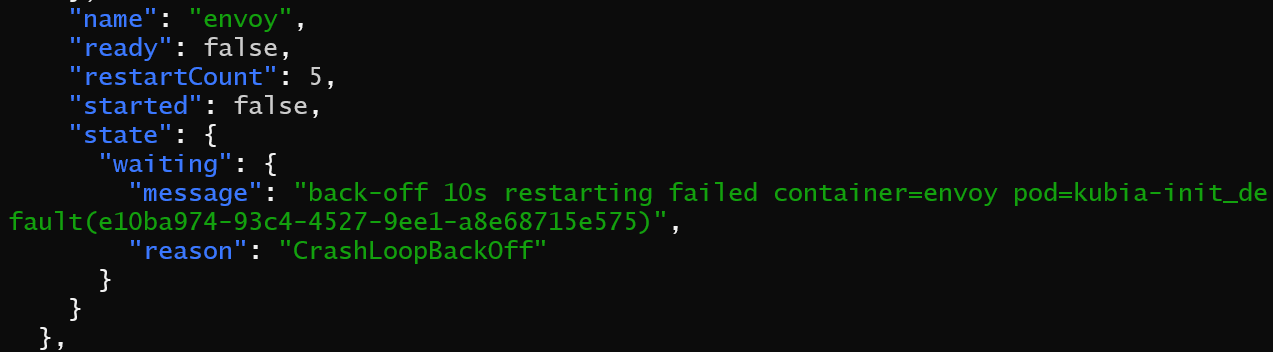 "name": "envoy",
"ready": false,
"restartCount": 5,
"started": false,
"state": {
"waiting": {
"message": "back-off 10s restarting failed container=envoy pod=kubia-init_de
fault(e10ba974-93c4-4527-9ee1-a8e68715e575)",
"reason": "CrashLoopBackOff"
}
}
},